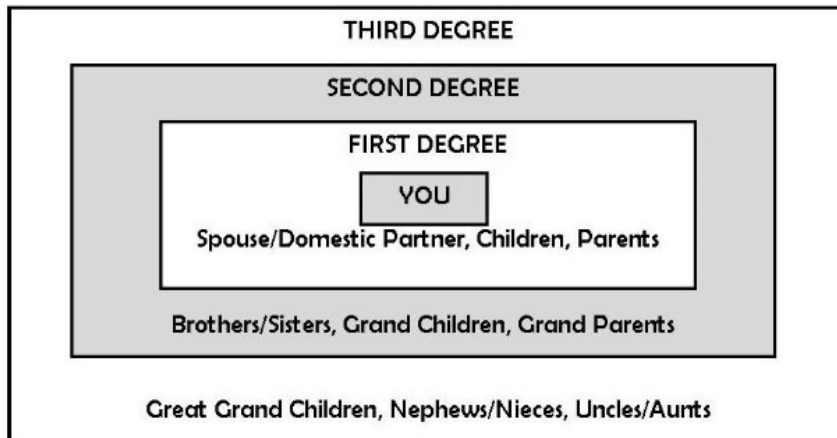 THIRD DEGREE
SECOND DEGREE
FIRST DEGREE
YOU
Spouse/Domestic Partner, Children, Parents
Brothers/Sisters, Grand Children, Grand Parents
Great Grand Children, Nephews/Nieces, Uncles/Aunts